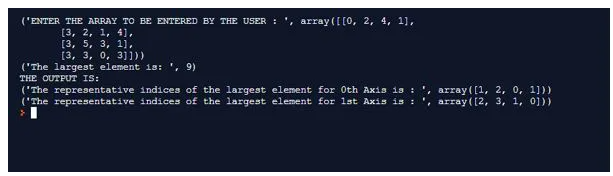 ('ENTER THE ARRAY TO BE ENTERED BY THE USER : ', array([[0, 2, 4, 1],
[3, 2, 1, 4],
[3, 5, 3, 1],
[3, 3, 0, 3]]))
('The largest element is: ', 9)
THE OUTPUT IS:
('The representative indices of the largest element for 0th Axis is : ', array([1, 2, 0, 1]))
('The representative indices of the largest element for 1st Axis is : ', array([2, 3, 1, 0]))
>